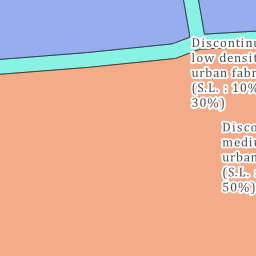 Discontinu
low densit
urban fabr
(S.L. : 10%
30%)
Disco
mediu
urban
(S.L. :
50%)